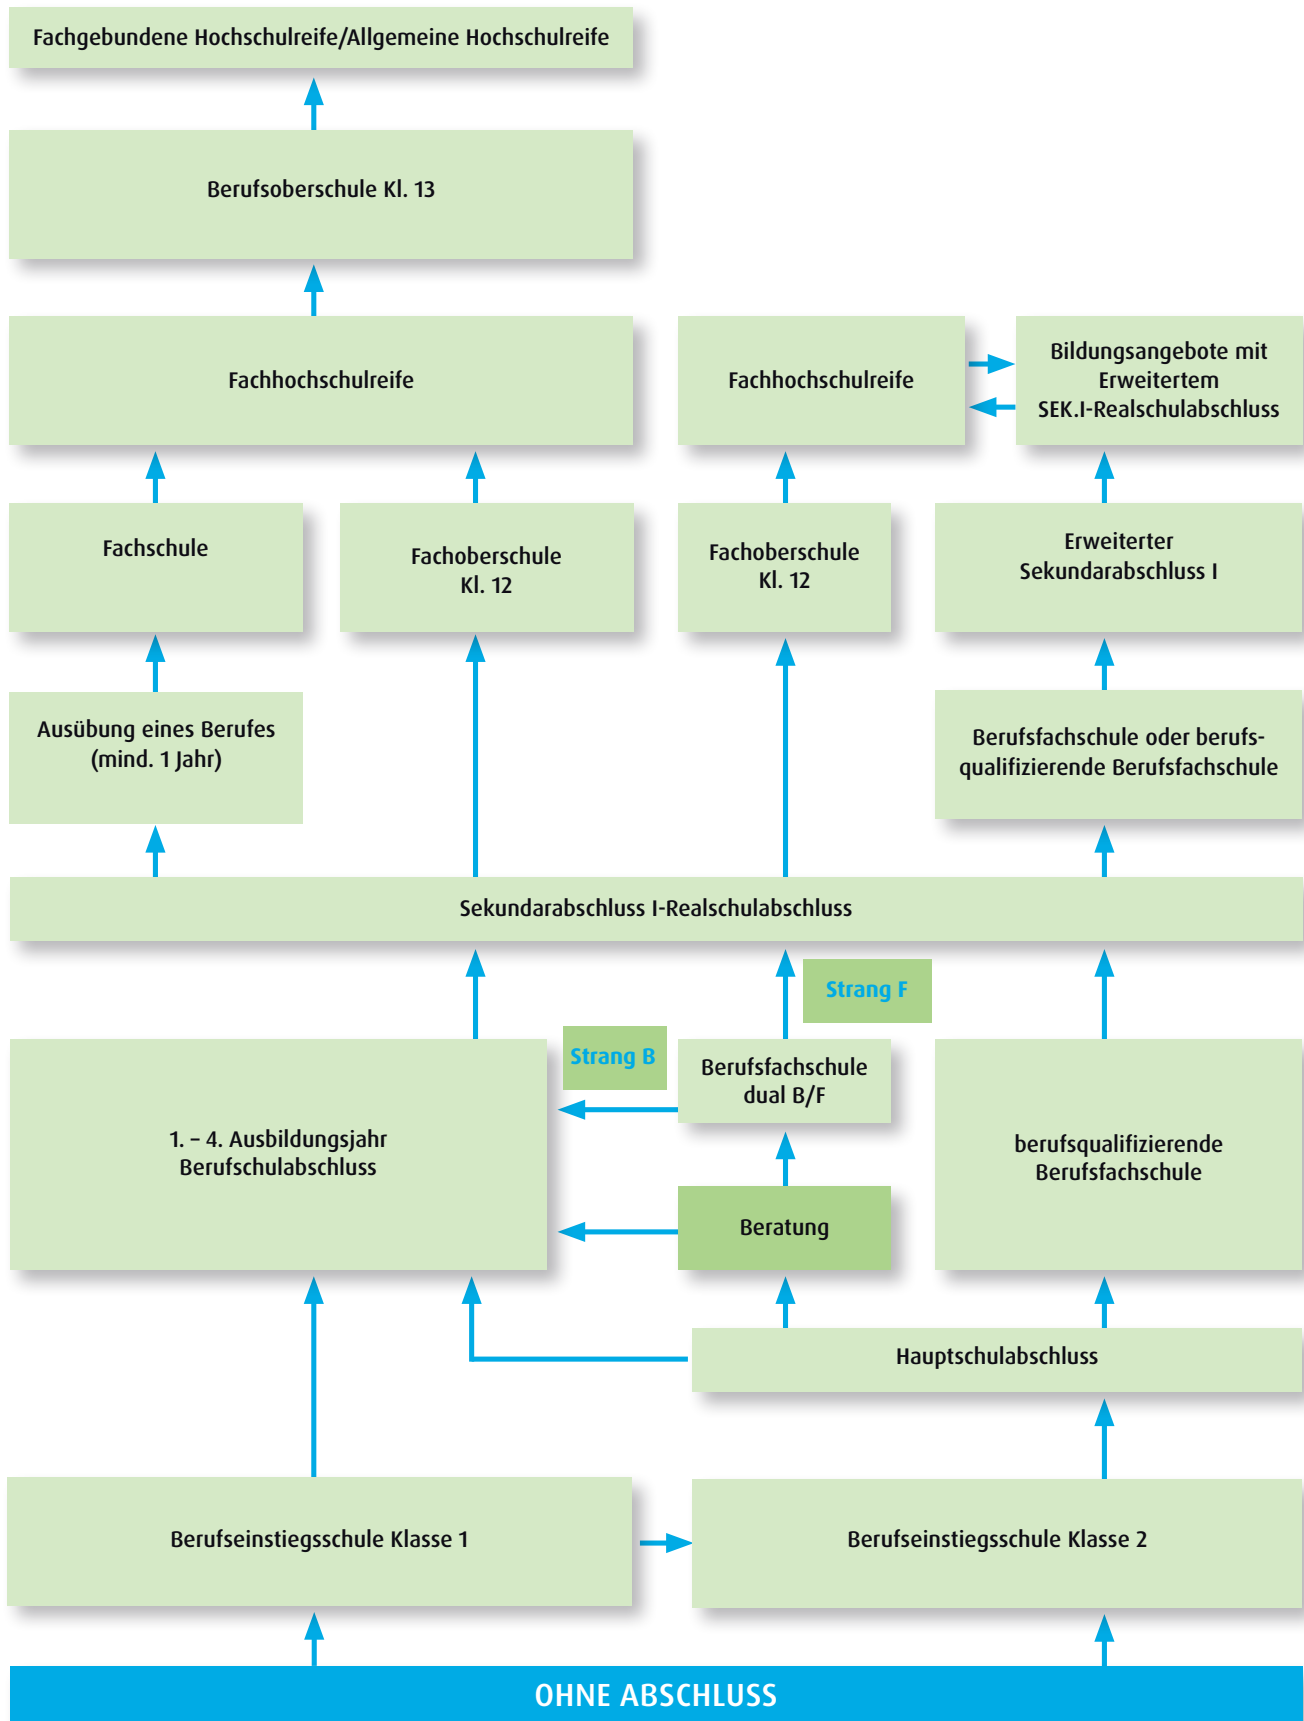 Fachgebundene Hochschulreife/Allgemeine Hochschulreife
Berufsoberschule Kl. 13
Fachhochschulreife
Fachhochschulreife
Bildungsangebote mit
Erweitertem
SEK.I-Realschulabschluss
Fachschule
Fachoberschule
Kl. 12
Fachoberschule
Kl. 12
Erweiterter
Sekundarabschluss I
Ausübung eines Berufes
(mind. 1 Jahr)
Berufsfachschule oder berufs-
qualifizierende Berufsfachschule
Sekundarabschluss I-Realschulabschluss
Strang F
Strang B
Berufsfachschule
dual B/F
1. – 4. Ausbildungsjahr
Berufschulabschluss
berufsqualifizierende
Berufsfachschule
Beratung
Hauptschulabschluss
Berufseinstiegsschule Klasse 1
Berufseinstiegsschule Klasse 2
OHNE ABSCHLUSS